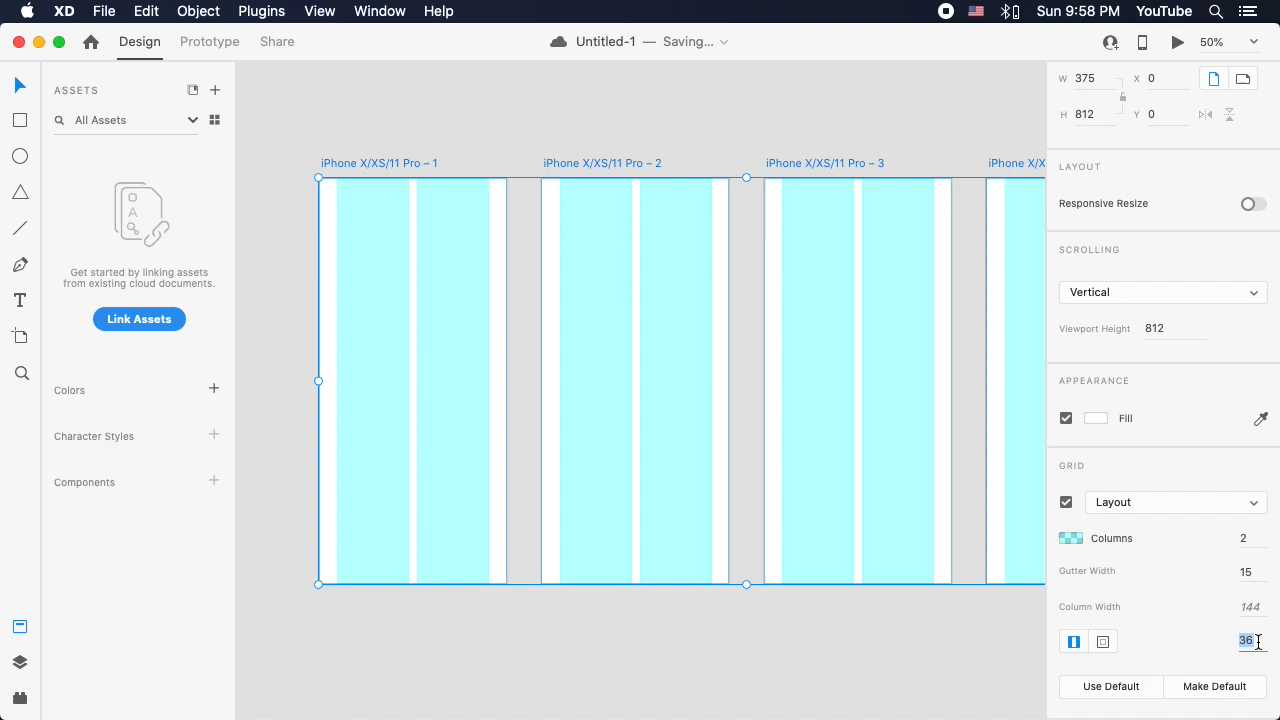 XD File Edit Object Plugins View Window Help Sun 9:58 PM YouTube
Design Prototype Share Untitled-1 — Saving... 50%
ASSETS
All Assets
Get started by linking assets
from existing cloud documents.
Link Assets
Colors
Character Styles
Components
iPhone X/XS/11 Pro – 1 iPhone X/XS/11 Pro – 2 iPhone X/XS/11 Pro – 3 iPhone X/X
W 375 X 0
H 812 Y 0
LAYOUT
Responsive Resize
SCROLLING
Vertical
Viewport Height 812
APPEARANCE
Fill
GRID
Layout
Columns 2
Gutter Width 15
Column Width 144
36
Use Default Make Default